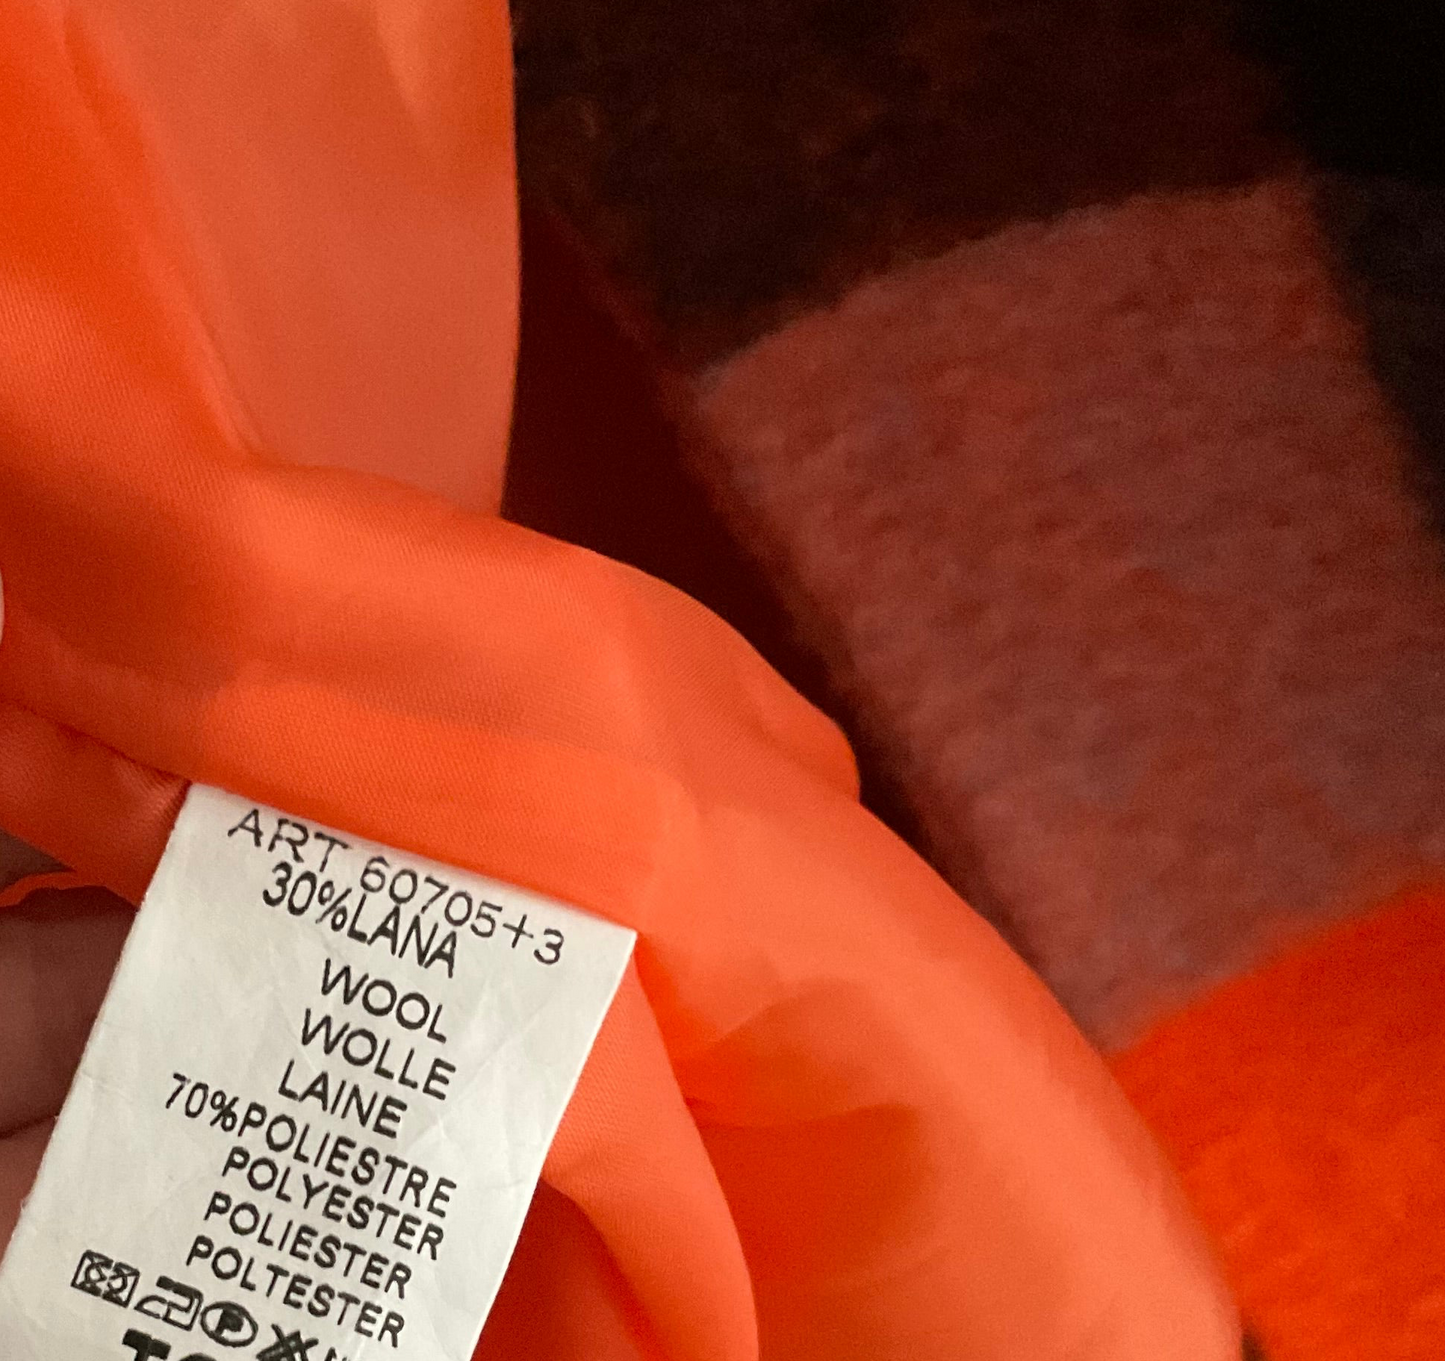 ART 60705+3
30%LANA
WOOL
WOLLE
LAINE
70%POLIESTRE
POLYESTER
POLIESTER
POLTESTER
P